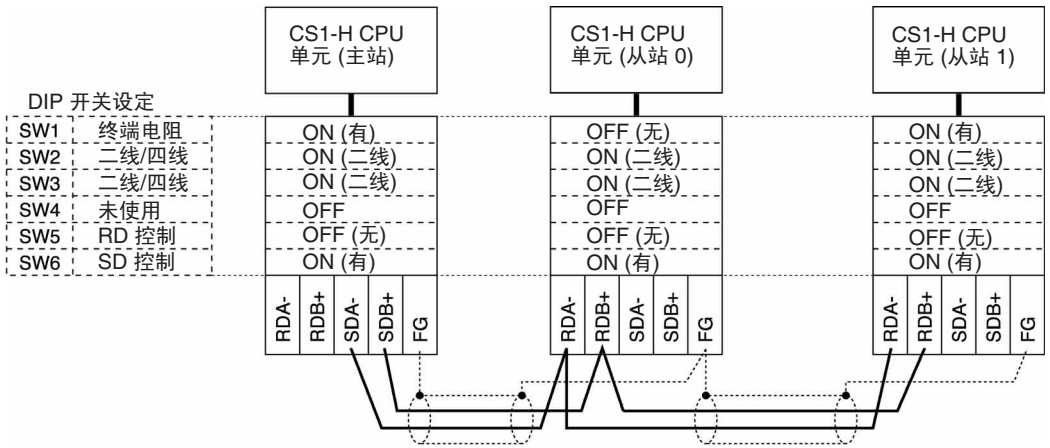 CS1-H CPU
单元 (主站)
CS1-H CPU
单元 (从站 0)
CS1-H CPU
单元 (从站 1)
DIP 开关设定
SW1 终端电阻 ON (有) OFF (无) ON (有)
SW2 二线/四线 ON (二线) ON (二线) ON (二线)
SW3 二线/四线 ON (二线) ON (二线) ON (二线)
SW4 未使用 OFF OFF OFF
SW5 RD 控制 OFF (无) OFF (无) OFF (无)
SW6 SD 控制 ON (有) ON (有) ON (有)
RDA- RDB+ SDA- SDB+ FG RDA- RDB+ SDA- SDB+ FG RDA- RDB+ SDA- SDB+ FG